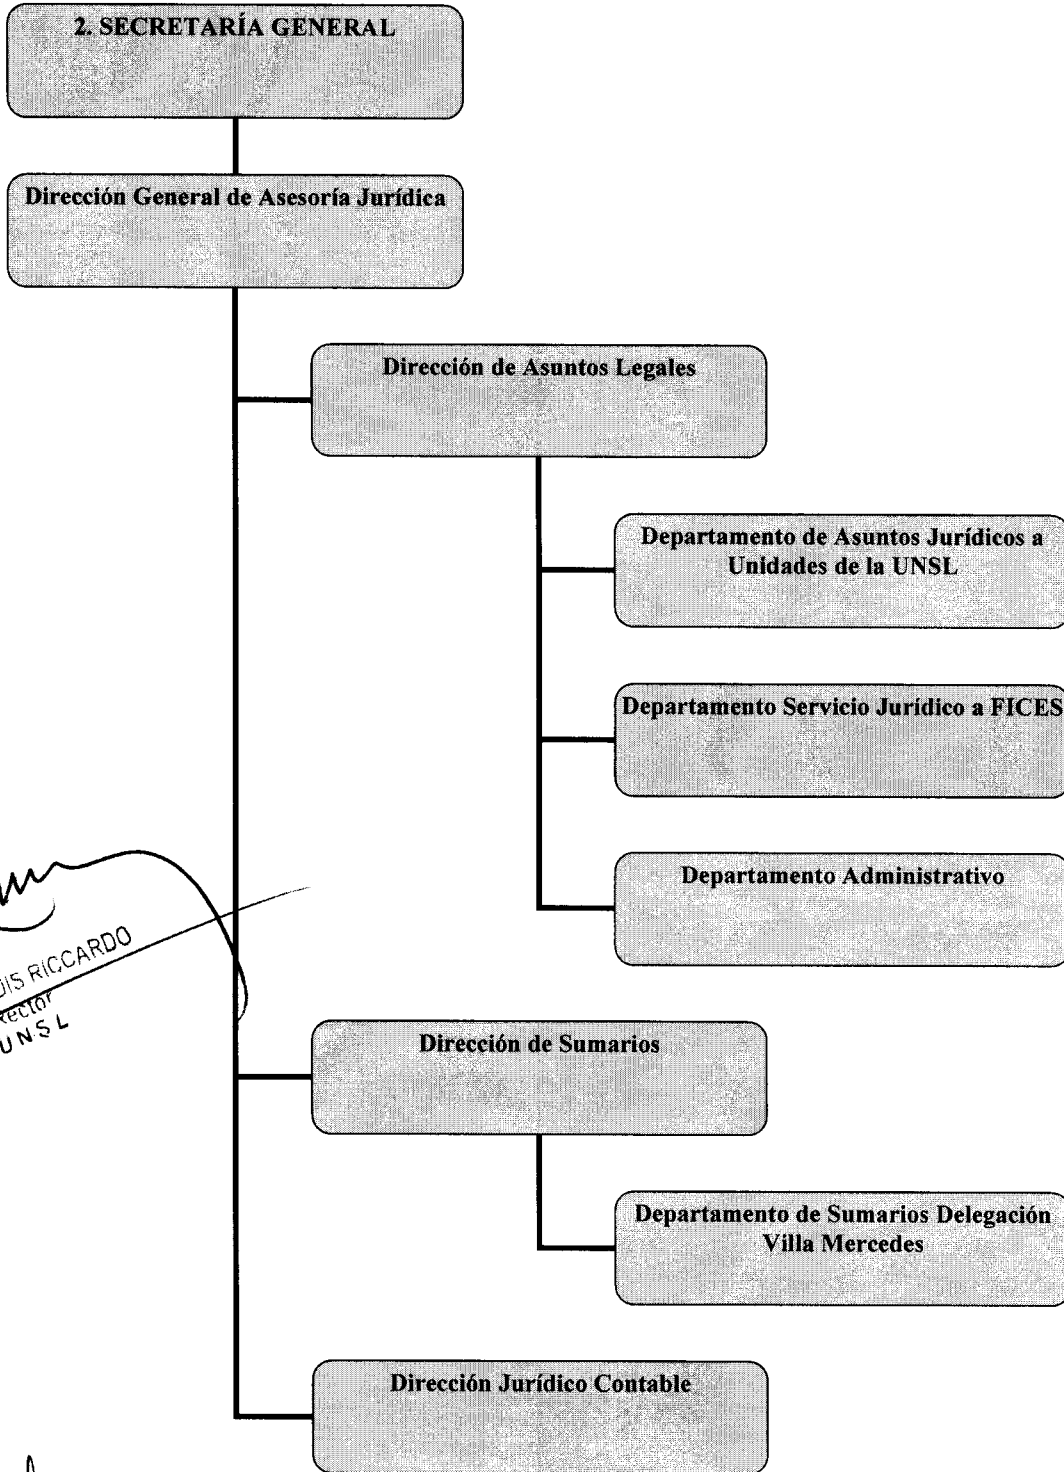 2. SECRETARÍA GENERAL
Dirección General de Asesoría Jurídica
Dirección de Asuntos Legales
Departamento de Asuntos Jurídicos a
Unidades de la UNSL
Departamento Servicio Jurídico a FICES
Departamento Administrativo
RICCARDO
Rector
UNSL
Dirección de Sumarios
Departamento de Sumarios Delegación
Villa Mercedes
Dirección Jurídico Contable